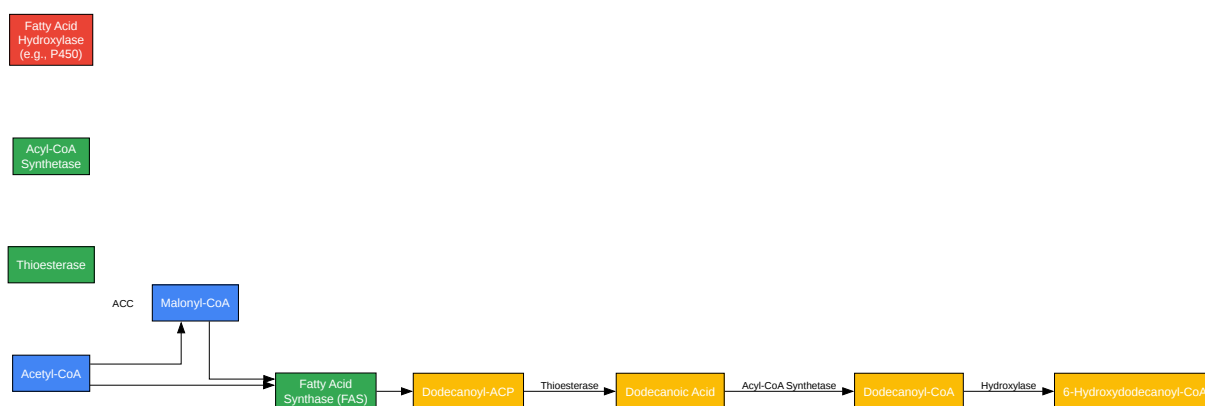 Fatty Acid
Hydroxylase
(e.g., P450)
Acyl-CoA
Synthetase
Thioesterase
ACC
Malonyl-CoA
Acetyl-CoA
Fatty Acid
Synthase (FAS)
Dodecanoyl-ACP
Thioesterase
Dodecanoic Acid
Acyl-CoA Synthetase
Dodecanoyl-CoA
Hydroxylase
6-Hydroxydodecanoyl-CoA